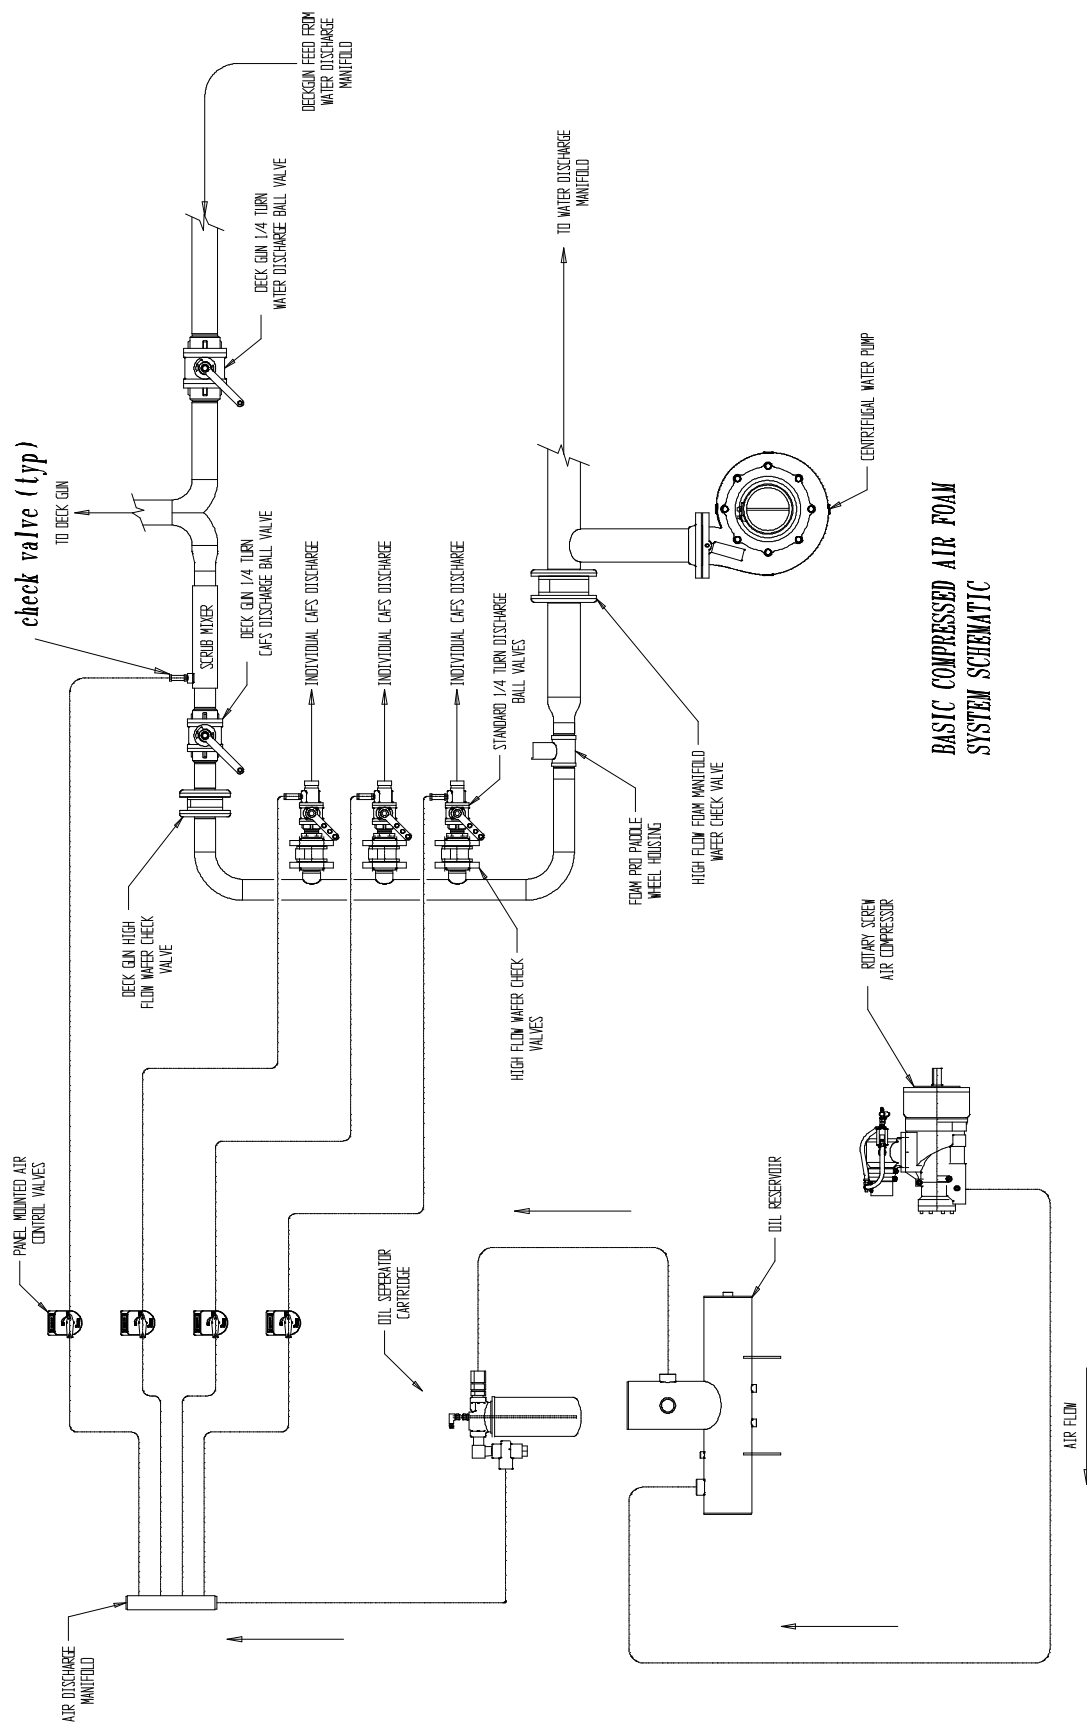 DECKGUN FEED FROM
WATER DISCHARGE
MANIFOLD
DECK GUN 1/4 TURN
WATER DISCHARGE BALL VALVE
TO WATER DISCHARGE
MANIFOLD
check valve (typ)
TO DECK GUN
SCRUB MIXER
DECK GUN 1/4 TURN
CAFS DISCHARGE BALL VALVE
INDIVIDUAL CAFS DISCHARGE
INDIVIDUAL CAFS DISCHARGE
INDIVIDUAL CAFS DISCHARGE
STANDARD 1/4 TURN DISCHARGE
BALL VALVES
CENTRIFUGAL WATER PUMP
BASIC COMPRESSED AIR FOAM
SYSTEM SCHEMATIC
DECK GUN HIGH
FLOW WAFER CHECK
VALVE
HIGH FLOW WAFER CHECK
VALVES
FOAM PRO PADDLE
WHEEL HOUSING
HIGH FLOW FOAM MANIFOLD
WAFER CHECK VALVE
ROTARY SCREW
AIR COMPRESSOR
PANEL MOUNTED AIR
CONTROL VALVES
OIL SEPERATOR
CARTRIDGE
OIL RESERVOIR
AIR DISCHARGE
MANIFOLD
AIR FLOW